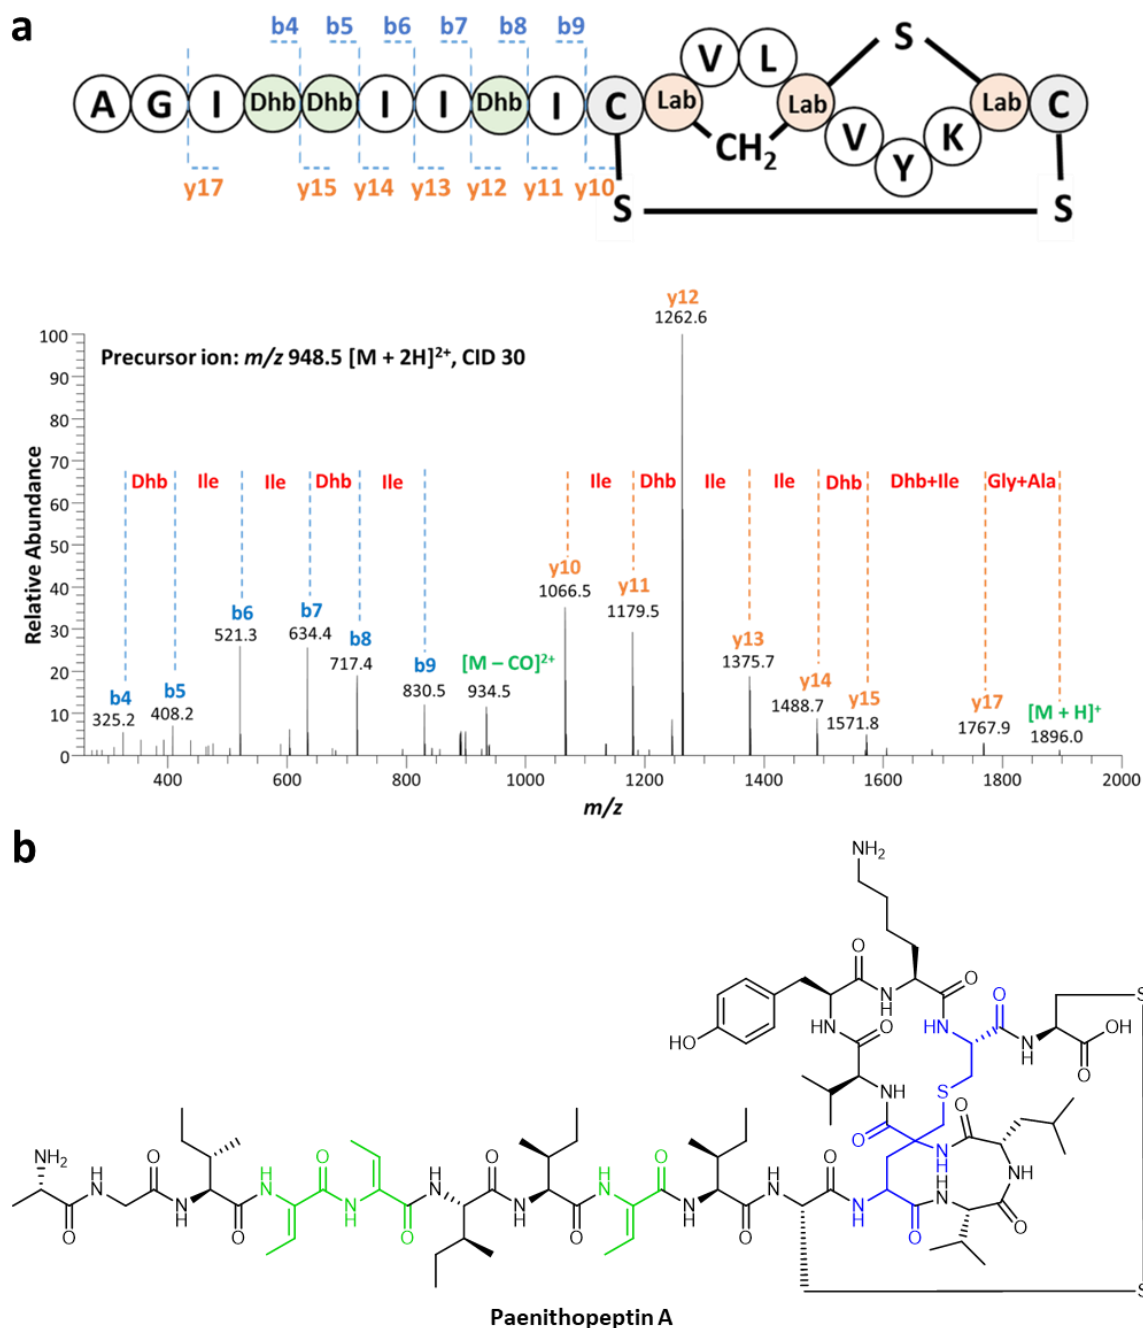 a
b4 b5 b6 b7 b8 b9
A G I Dhb Dhb I I Dhb I C Lab V L Lab S V Y K Lab C
CH2
y17 y15 y14 y13 y12 y11 y10
S S
Precursor ion: m/z 948.5 [M + 2H]2+, CID 30
y12
1262.6
Dhb Ile Ile Dhb Ile Ile Dhb Ile Ile Dhb Dhb+Ile Gly+Ala
b4
325.2
b5
408.2
b6
521.3
b7
634.4
b8
717.4
b9
830.5
[M – CO]2+
934.5
y10
1066.5
y11
1179.5
y13
1375.7
y14
1488.7
y15
1571.8
y17
1767.9
[M + H]+
1896.0
Relative Abundance
100
90
80
70
60
50
40
30
20
10
0
400 600 800 1000 1200 1400 1600 1800 2000
m/z
b
NH2
O O O
N H
N H
O
HN
O
HN
O
N H
OH
O
HO
NH
S
O
O
O
N H
NH
NH2
O
H N
O
N H
O
H N
O
N H
O
O
H N
O
N H
O
H N
O
N H
O
N H
O
N H
O
H N
O
N H
O
S
S
Paenithopeptin A